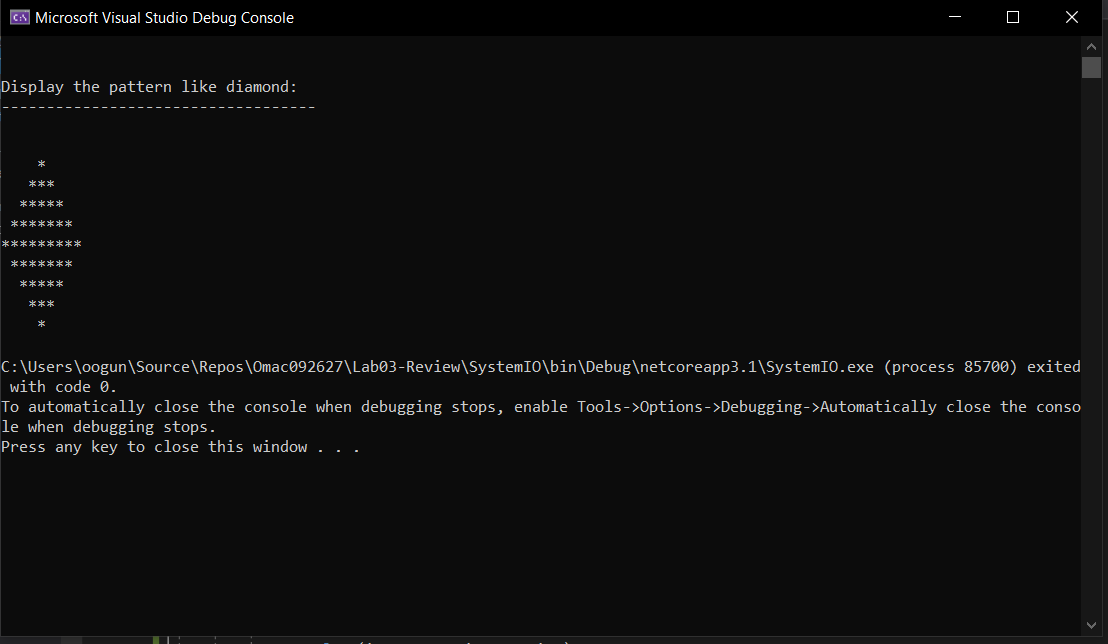 Microsoft Visual Studio Debug Console
Display the pattern like diamond:
-----------------------------------
    *
   ***
  *****
 *******
*********
 *******
  *****
   ***
    *
C:\Users\oogun\Source\Repos\Omac092627\Lab03-Review\SystemIO\bin\Debug\netcoreapp3.1\SystemIO.exe (process 85700) exited
 with code 0.
To automatically close the console when debugging stops, enable Tools->Options->Debugging->Automatically close the conso
le when debugging stops.
Press any key to close this window . . .